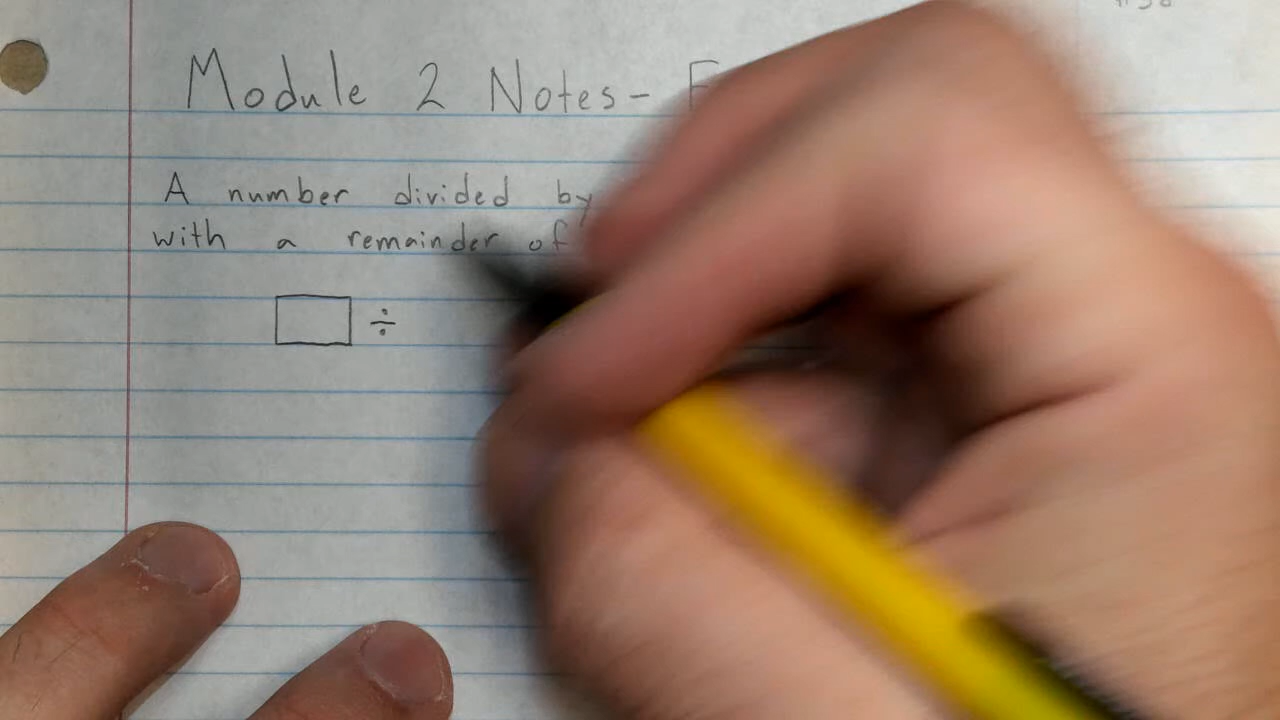 Module 2 Notes-
A number divided by
with a remainder of
÷